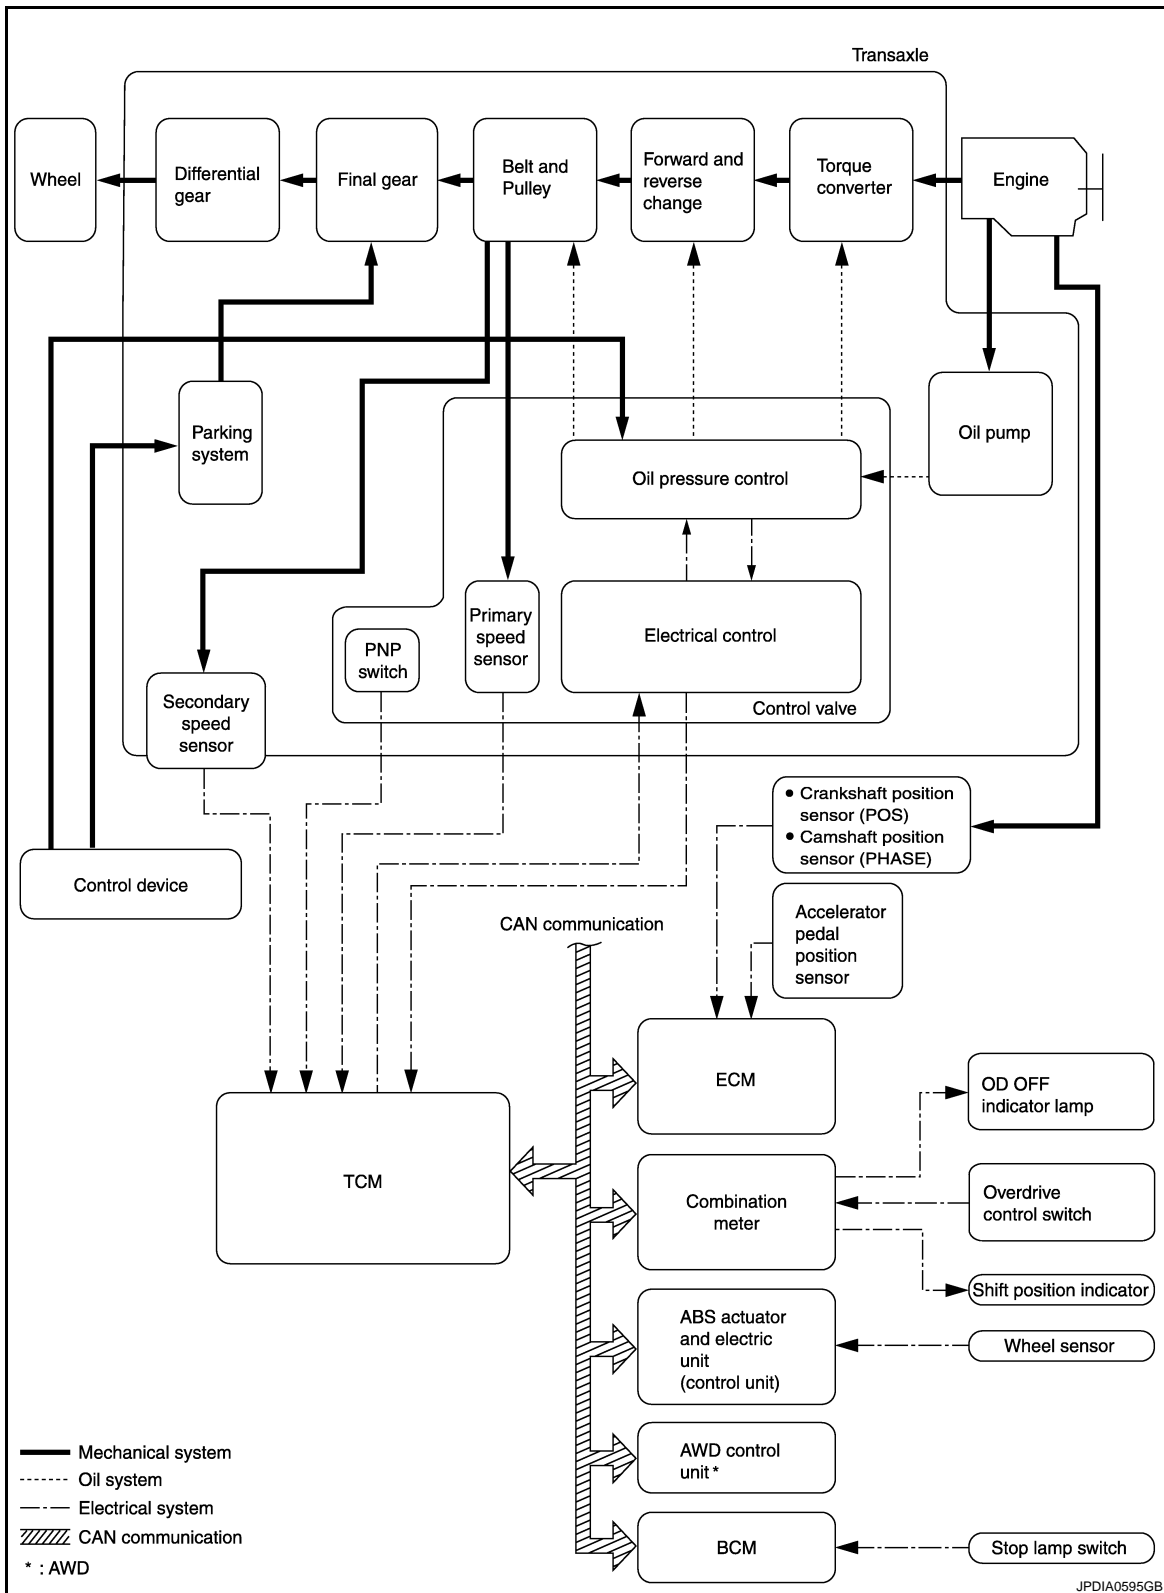 Transaxle
Wheel
Differential
gear
Final gear
Belt and
Pulley
Forward and
reverse
change
Torque
converter
Engine
Parking
system
Oil pump
Oil pressure control
Primary
speed
sensor
Electrical control
PNP
switch
Secondary
speed
sensor
Control valve
Control device
• Crankshaft position
sensor (POS)
• Camshaft position
sensor (PHASE)
Accelerator
pedal
position
sensor
CAN communication
ECM
TCM
Combination
meter
OD OFF
indicator lamp
Overdrive
control switch
Shift position indicator
ABS actuator
and electric
unit
(control unit)
Wheel sensor
AWD control
unit *
BCM
Stop lamp switch
Mechanical system
Oil system
Electrical system
CAN communication
* : AWD
JPDIA0595GB